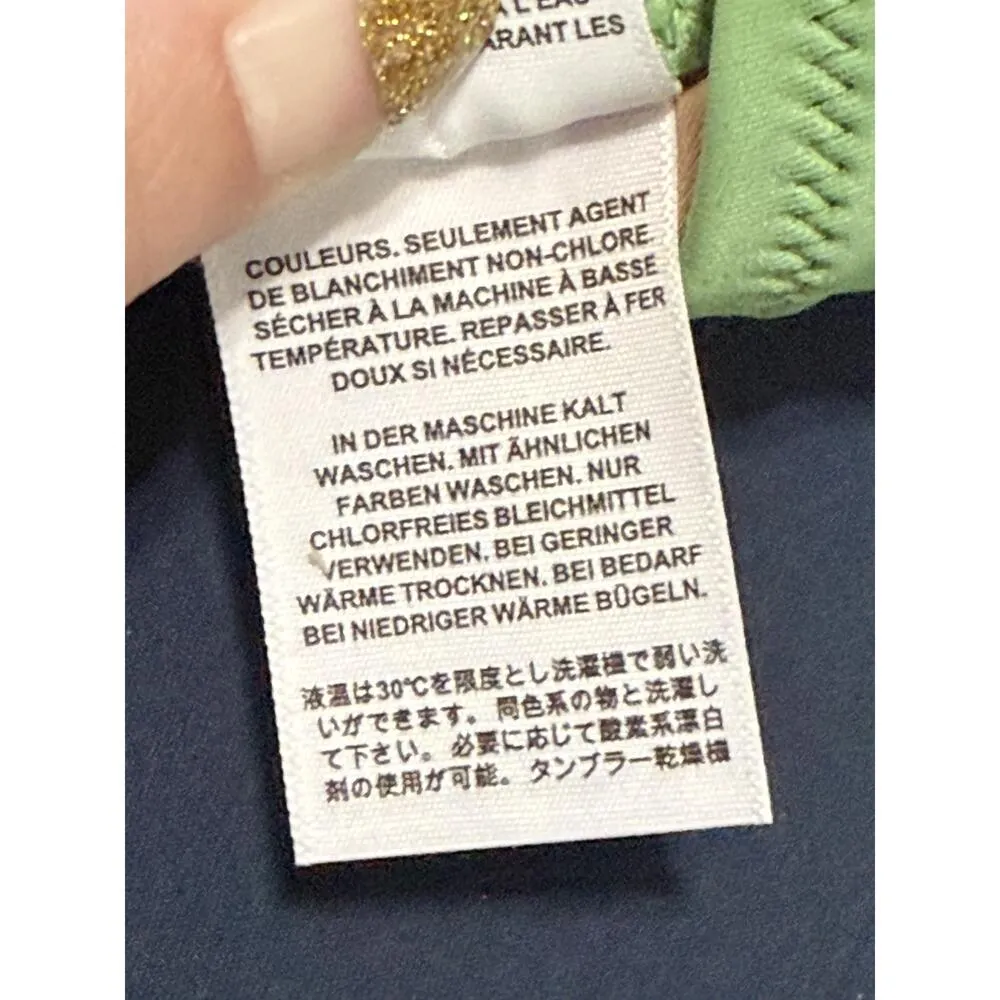 À L'EAU
ARANT LES
COULEURS. SEULEMENT AGENT
DE BLANCHIMENT NON-CHLORE.
SÉCHER À LA MACHINE À BASSE
TEMPÉRATURE. REPASSER À FER
DOUX SI NÉCESSAIRE.
IN DER MASCHINE KALT
WASCHEN. MIT ÄHNLICHEN
FARBEN WASCHEN. NUR
CHLORFREIES BLEICHMITTEL
VERWENDEN. BEI GERINGER
WÄRME TROCKNEN. BEI BEDARF
BEI NIEDRIGER WÄRME BÜGELN.
液温は30℃を限度とし洗濯機で弱い洗
いができます。同色系の物と洗濯し
て下さい。必要に応じて酸素系漂白
剤の使用が可能。タンブラー乾燥機